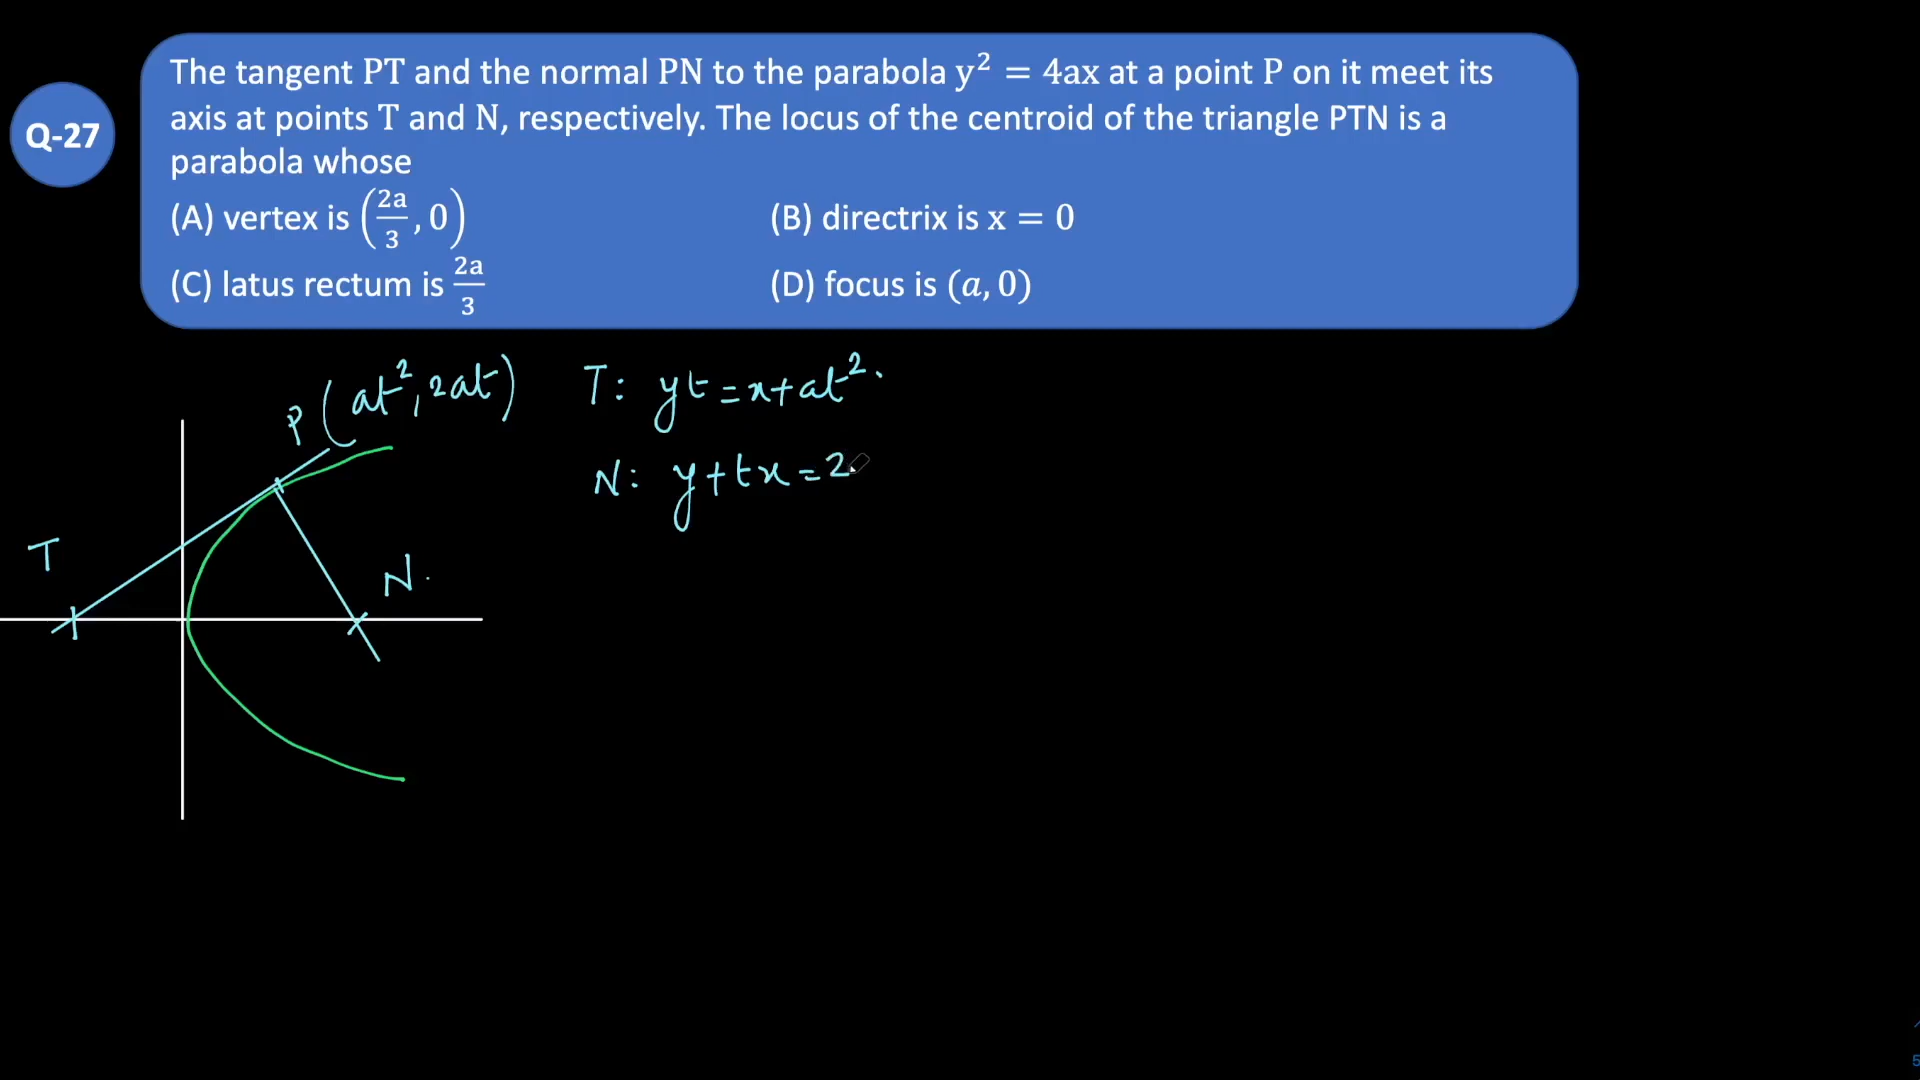 Q-27
The tangent PT and the normal PN to the parabola y² = 4ax at a point P on it meet its
axis at points T and N, respectively. The locus of the centroid of the triangle PTN is a
parabola whose
(A) vertex is (2a/3, 0) (B) directrix is x = 0
(C) latus rectum is 2a/3 (D) focus is (a, 0)
P(at², 2at) T: yt = x + at².
N: y + tx = 2
T
N.
5